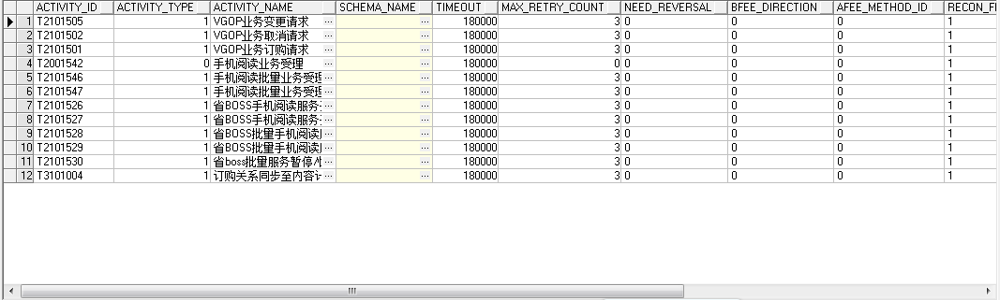 ACTIVITY_ID ACTIVITY_TYPE ACTIVITY_NAME SCHEMA_NAME TIMEOUT MAX_RETRY_COUNT NEED_REVERSAL BFEE_DIRECTION AFEE_METHOD_ID
1 T2101505 1 VGOP业务变更请求 ... ... 180000 3 0 0 0 1
2 T2101502 1 VGOP业务取消请求 ... ... 180000 3 0 0 0 1
3 T2101501 1 VGOP业务订购请求 ... ... 180000 3 0 0 0 1
4 T2001542 0 手机阅读业务受理 ... ... 180000 0 0 0 0 1
5 T2101546 1 手机阅读批量业务受理 ... ... 180000 3 0 0 0 1
6 T2101547 1 手机阅读批量业务受理 ... ... 180000 3 0 0 0 1
7 T2101526 1 省BOSS手机阅读服务 ... ... 180000 3 0 0 0 1
8 T2101527 1 省BOSS手机阅读服务 ... ... 180000 3 0 0 0 1
9 T2101528 1 省BOSS批量手机阅读 ... ... 180000 3 0 0 0 1
10 T2101529 1 省BOSS批量手机阅读 ... ... 180000 3 0 0 0 1
11 T2101530 1 省boss批量服务暂停 ... ... 180000 3 0 0 0 1
12 T3101004 1 订购关系同步至内容 ... ... 180000 3 0 0 0 1